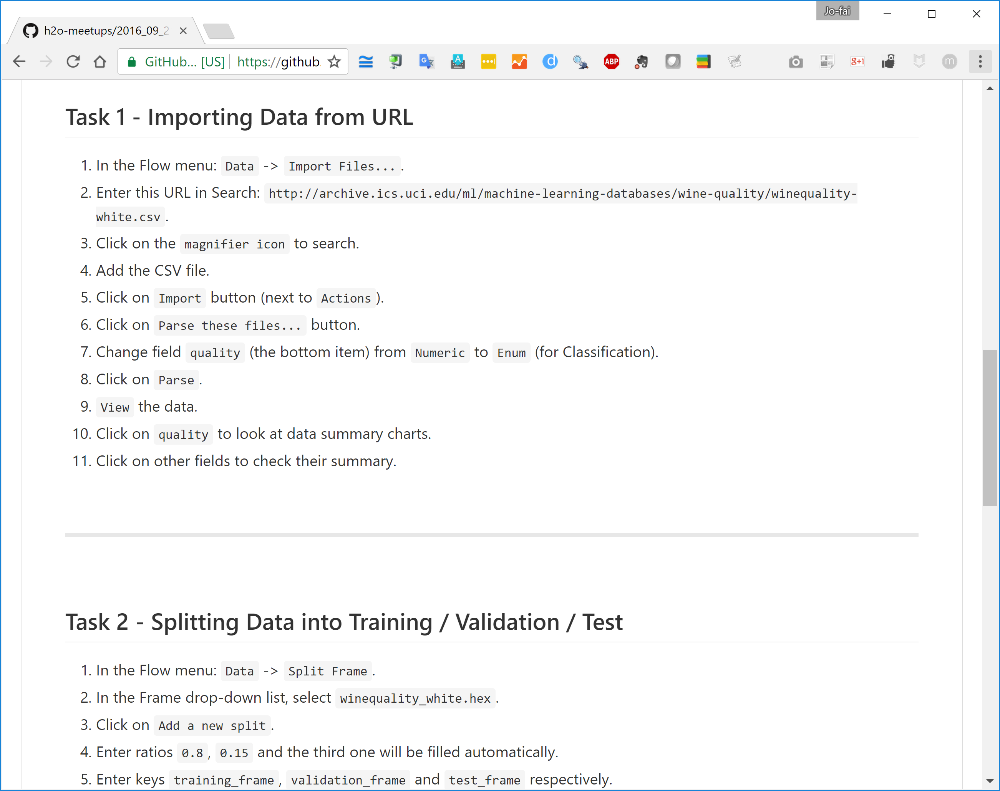 Jo-fai
h2o-meetups/2016_09_2
GitHub... [US] https://github
ABP
g+1
m
Task 1 - Importing Data from URL
1. In the Flow menu: Data -> Import Files... .
2. Enter this URL in Search: http://archive.ics.uci.edu/ml/machine-learning-databases/wine-quality/winequality-
white.csv .
3. Click on the magnifier icon to search.
4. Add the CSV file.
5. Click on Import button (next to Actions ).
6. Click on Parse these files... button.
7. Change field quality (the bottom item) from Numeric to Enum (for Classification).
8. Click on Parse .
9. View the data.
10. Click on quality to look at data summary charts.
11. Click on other fields to check their summary.
Task 2 - Splitting Data into Training / Validation / Test
1. In the Flow menu: Data -> Split Frame .
2. In the Frame drop-down list, select winequality_white.hex .
3. Click on Add a new split .
4. Enter ratios 0.8 , 0.15 and the third one will be filled automatically.
5. Enter keys training_frame , validation_frame and test_frame respectively.